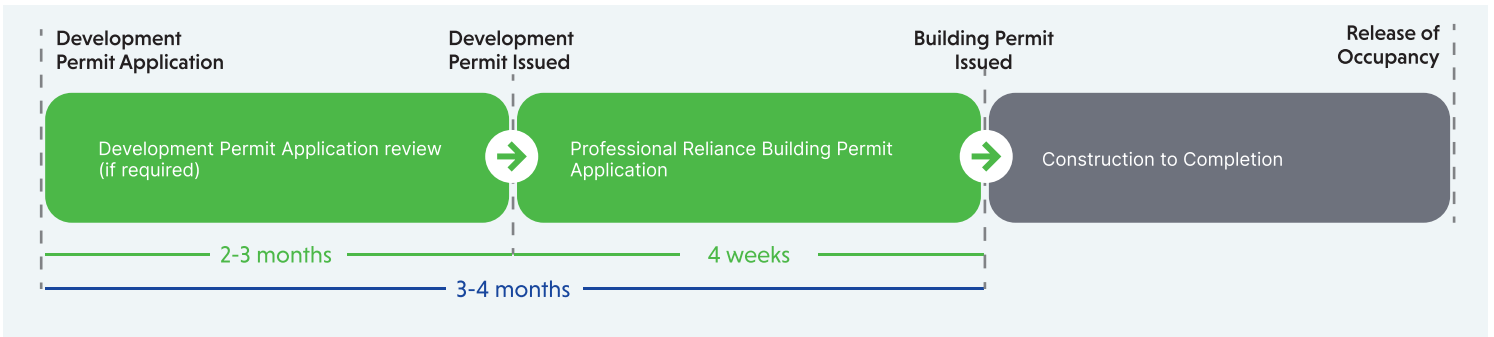 Development
Permit Application
Development
Permit Issued
Building Permit
Issued
Release of
Occupancy
Development Permit Application review
(if required)
Professional Reliance Building Permit
Application
Construction to Completion
2-3 months
4 weeks
3-4 months